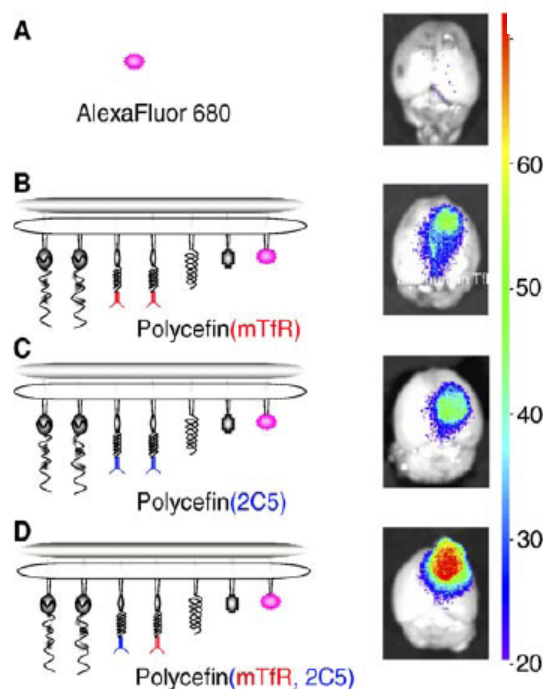 A
AlexaFluor 680
B
Polycefin(mTfR)
C
Polycefin(2C5)
D
Polycefin(mTfR, 2C5)
60
50
40
30
20